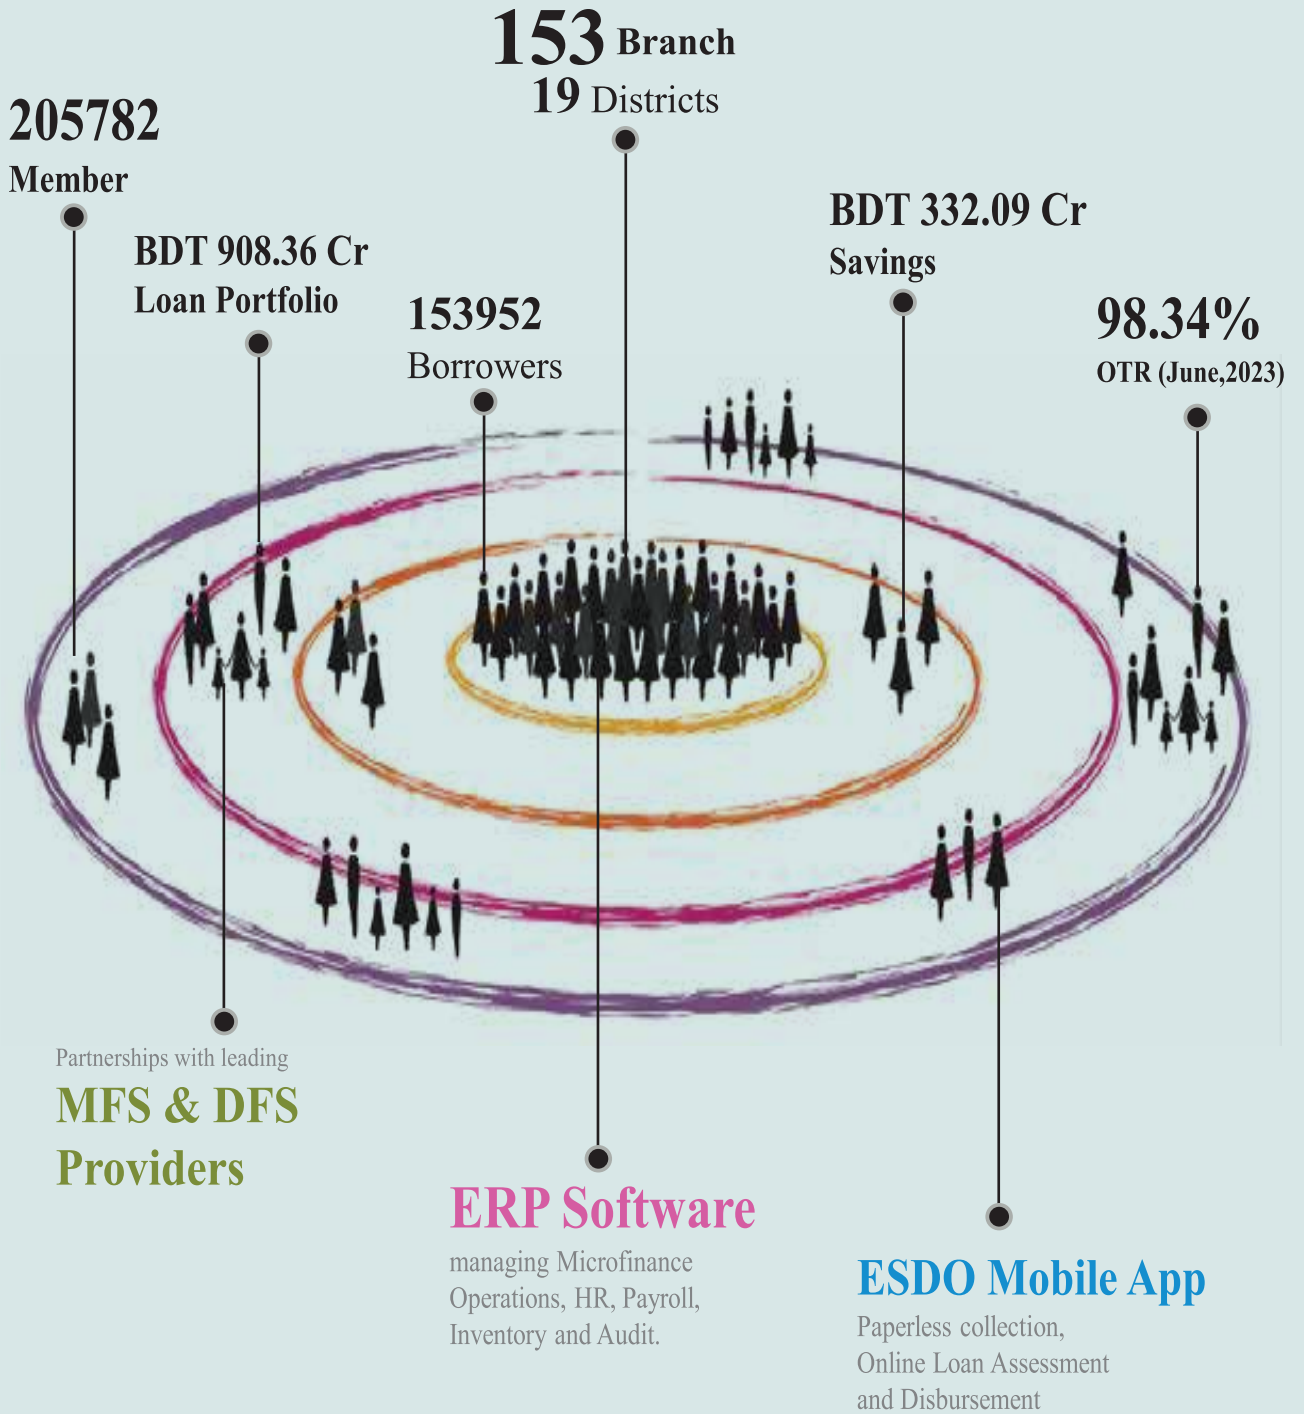 153 Branch
19 Districts
205782
Member
BDT 908.36 Cr
Loan Portfolio
153952
Borrowers
BDT 332.09 Cr
Savings
98.34%
OTR (June,2023)
Partnerships with leading
MFS & DFS
Providers
ERP Software
managing Microfinance
Operations, HR, Payroll,
Inventory and Audit.
ESDO Mobile App
Paperless collection,
Online Loan Assessment
and Disbursement